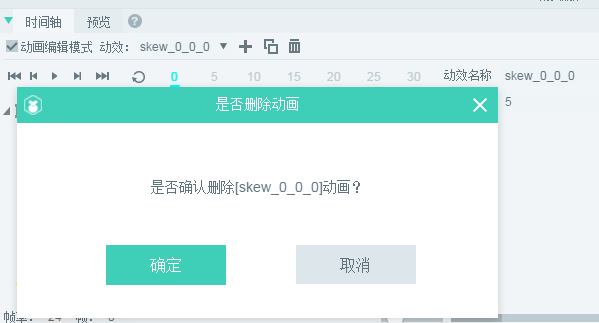 时间轴 预览 ?
动画编辑模式 动效: skew_0_0_0
0 5 10 15 20 25 30 动效名称 skew_0_0_0
是否删除动画
5
是否确认删除[skew_0_0_0]动画？
确定 取消
帧率: 24 帧: